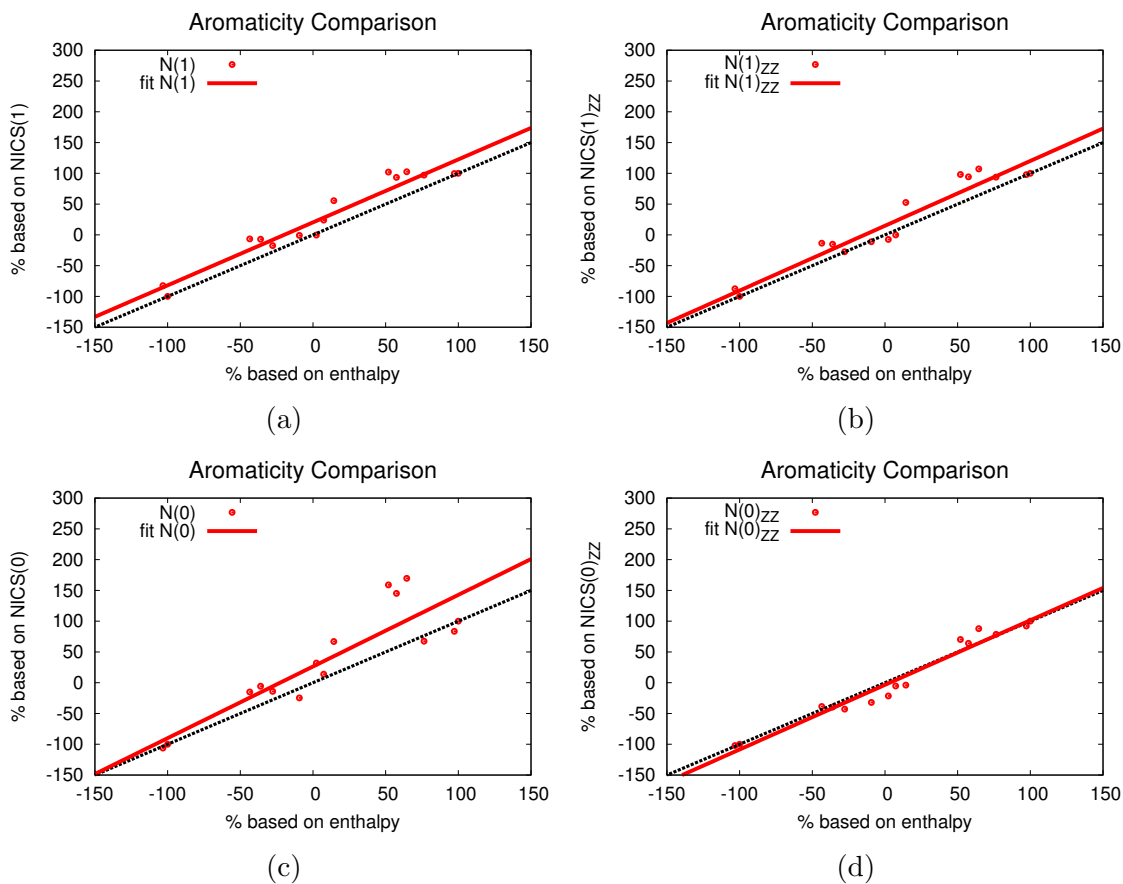 Aromaticity Comparison
300
250
200
150
100
50
0
-50
-100
-150
% based on NICS(1)
N(1)
fit N(1)
-150 -100 -50 0 50 100 150
% based on enthalpy
(a)
Aromaticity Comparison
300
250
200
150
100
50
0
-50
-100
-150
% based on NICS(1)ZZ
N(1)ZZ
fit N(1)ZZ
-150 -100 -50 0 50 100 150
% based on enthalpy
(b)
Aromaticity Comparison
300
250
200
150
100
50
0
-50
-100
-150
% based on NICS(0)
N(0)
fit N(0)
-150 -100 -50 0 50 100 150
% based on enthalpy
(c)
Aromaticity Comparison
300
250
200
150
100
50
0
-50
-100
-150
% based on NICS(0)ZZ
N(0)ZZ
fit N(0)ZZ
-150 -100 -50 0 50 100 150
% based on enthalpy
(d)